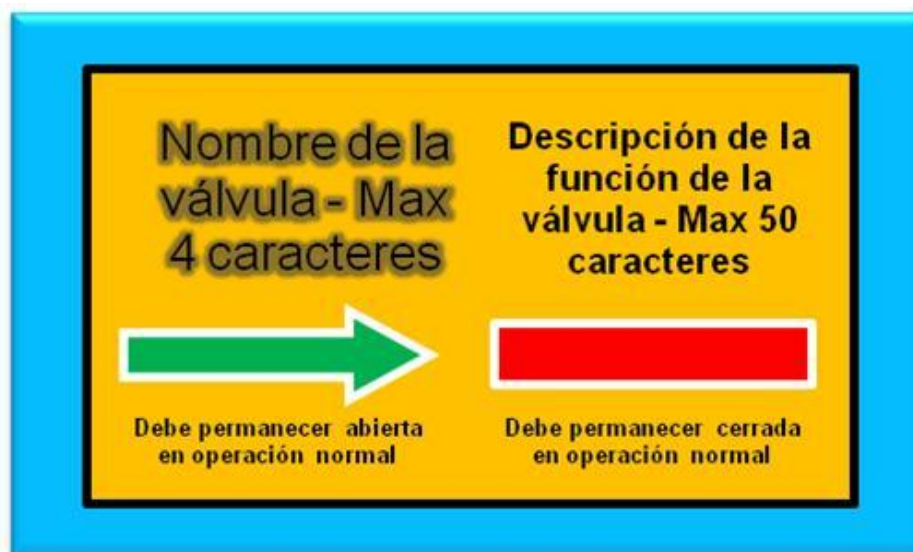 Nombre de la
válvula - Max
4 caracteres
Descripción de la
función de la
válvula - Max 50
caracteres
Debe permanecer abierta
en operación normal
Debe permanecer cerrada
en operación normal